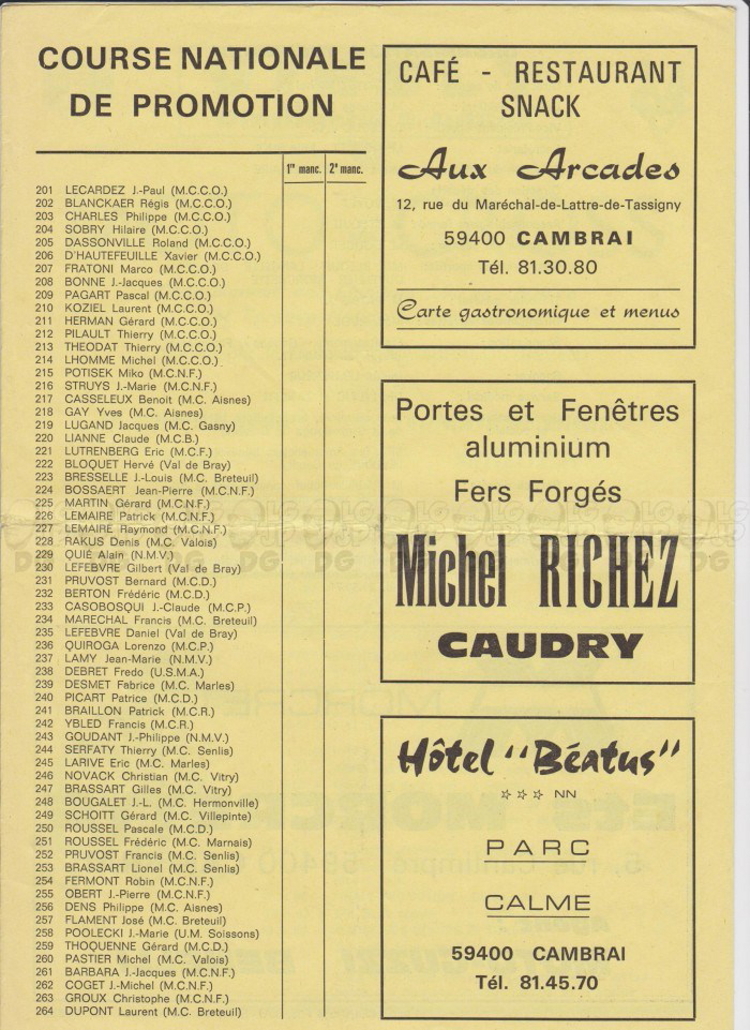 COURSE NATIONALE
DE PROMOTION
1re manc. 2e manc.
201 LECARDEZ J.-Paul (M.C.C.O.)
202 BLANCKAER Régis (M.C.C.O.)
203 CHARLES Philippe (M.C.C.O.)
204 SOBRY Hilaire (M.C.C.O.)
205 DASSONVILLE Roland (M.C.C.O.)
206 D'HAUTEFEUILLE Xavier (M.C.C.O.)
207 FRATONI Marco (M.C.C.O.)
208 BONNE J.-Jacques (M.C.C.O.)
209 PAGART Pascal (M.C.C.O.)
210 KOZIEL Laurent (M.C.C.O.)
211 HERMAN Gérard (M.C.C.O.)
212 PILAULT Thierry (M.C.C.O.)
213 THEODAT Thierry (M.C.C.O.)
214 LHOMME Michel (M.C.C.O.)
215 POTISEK Miko (M.C.N.F.)
216 STRUYS J.-Marie (M.C.N.F.)
217 CASSELEUX Benoit (M.C. Aisnes)
218 GAY Yves (M.C. Aisnes)
219 LUGAND Jacques (M.C. Gasny)
220 LIANNE Claude (M.C.B.)
221 LUTRENBERG Eric (M.C.F.)
222 BLOQUET Hervé (Val de Bray)
223 BRESSELLE J.-Louis (M.C. Breteuil)
224 BOSSAERT Jean-Pierre (M.C.N.F.)
225 MARTIN Gérard (M.C.N.F.)
226 LEMAIRE Patrick (M.C.N.F.)
227 LEMAIRE Raymond (M.C.N.F.)
228 RAKUS Denis (M.C. Valois)
229 QUIÉ Alain (N.M.V.)
230 LEFEBVRE Gilbert (Val de Bray)
231 PRUVOST Bernard (M.C.D.)
232 BERTON Frédéric (M.C.D.)
233 CASOBOSQUI J.-Claude (M.C.P.)
234 MARECHAL Francis (M.C. Breteuil)
235 LEFEBVRE Daniel (Val de Bray)
236 QUIROGA Lorenzo (M.C.P.)
237 LAMY Jean-Marie (N.M.V.)
238 DEBRET Fredo (U.S.M.A.)
239 DESMET Fabrice (M.C. Marles)
240 PICART Patrice (M.C.D.)
241 BRAILLON Patrick (M.C.R.)
242 YBLED Francis (M.C.R.)
243 GOUDANT J.-Philippe (N.M.V.)
244 SERFATY Thierry (M.C. Senlis)
245 LARIVE Eric (M.C. Marles)
246 NOVACK Christian (M.C. Vitry)
247 BRASSART Gilles (M.C. Vitry)
248 BOUGALET J.-L. (M.C. Hermonville)
249 SCHOITT Gérard (M.C. Villepinte)
250 ROUSSEL Pascale (M.C.D.)
251 ROUSSEL Frédéric (M.C. Marnais)
252 PRUVOST Francis (M.C. Senlis)
253 BRASSART Lionel (M.C. Senlis)
254 FERMONT Robin (M.C.N.F.)
255 OBERT J.-Pierre (M.C.N.F.)
256 DENS Philippe (M.C. Aisnes)
257 FLAMENT José (M.C. Breteuil)
258 POOLECKI J.-Marie (U.M. Soissons)
259 THOQUENNE Gérard (M.C.D.)
260 PASTIER Michel (M.C. Valois)
261 BARBARA J.-Jacques (M.C.N.F.)
262 COGET J.-Michel (M.C.N.F.)
263 GROUX Christophe (M.C.N.F.)
264 DUPONT Laurent (M.C. Breteuil)
CAFÉ - RESTAURANT
SNACK
Aux Arcades
12, rue du Maréchal-de-Lattre-de-Tassigny
59400 CAMBRAI
Tél. 81.30.80
Carte gastronomique et menus
Portes et Fenêtres
aluminium
Fers Forgés
Michel RICHEZ
CAUDRY
Hôtel "Béatus"
☆☆☆ NN
PARC
CALME
59400 CAMBRAI
Tél. 81.45.70